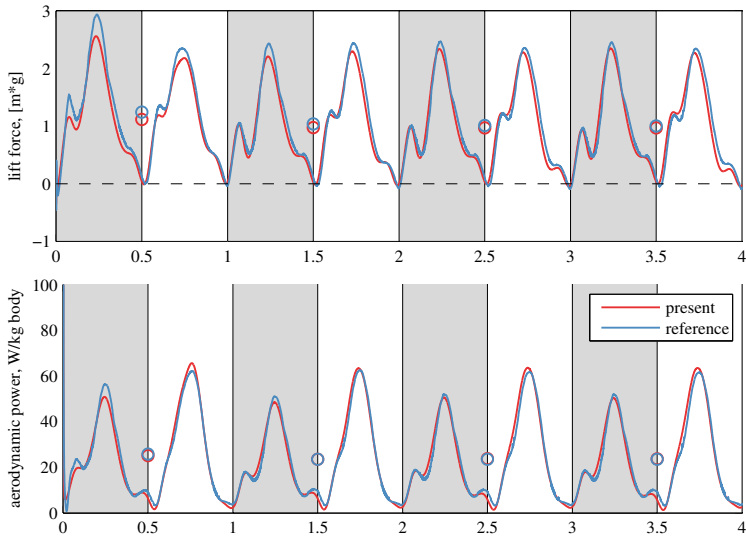 3
2
1
0
−1
lift force, [m*g]
0 0.5 1 1.5 2 2.5 3 3.5 4
100
80
60
40
20
0
aerodynamic power, W/kg body
present
reference
0 0.5 1 1.5 2 2.5 3 3.5 4